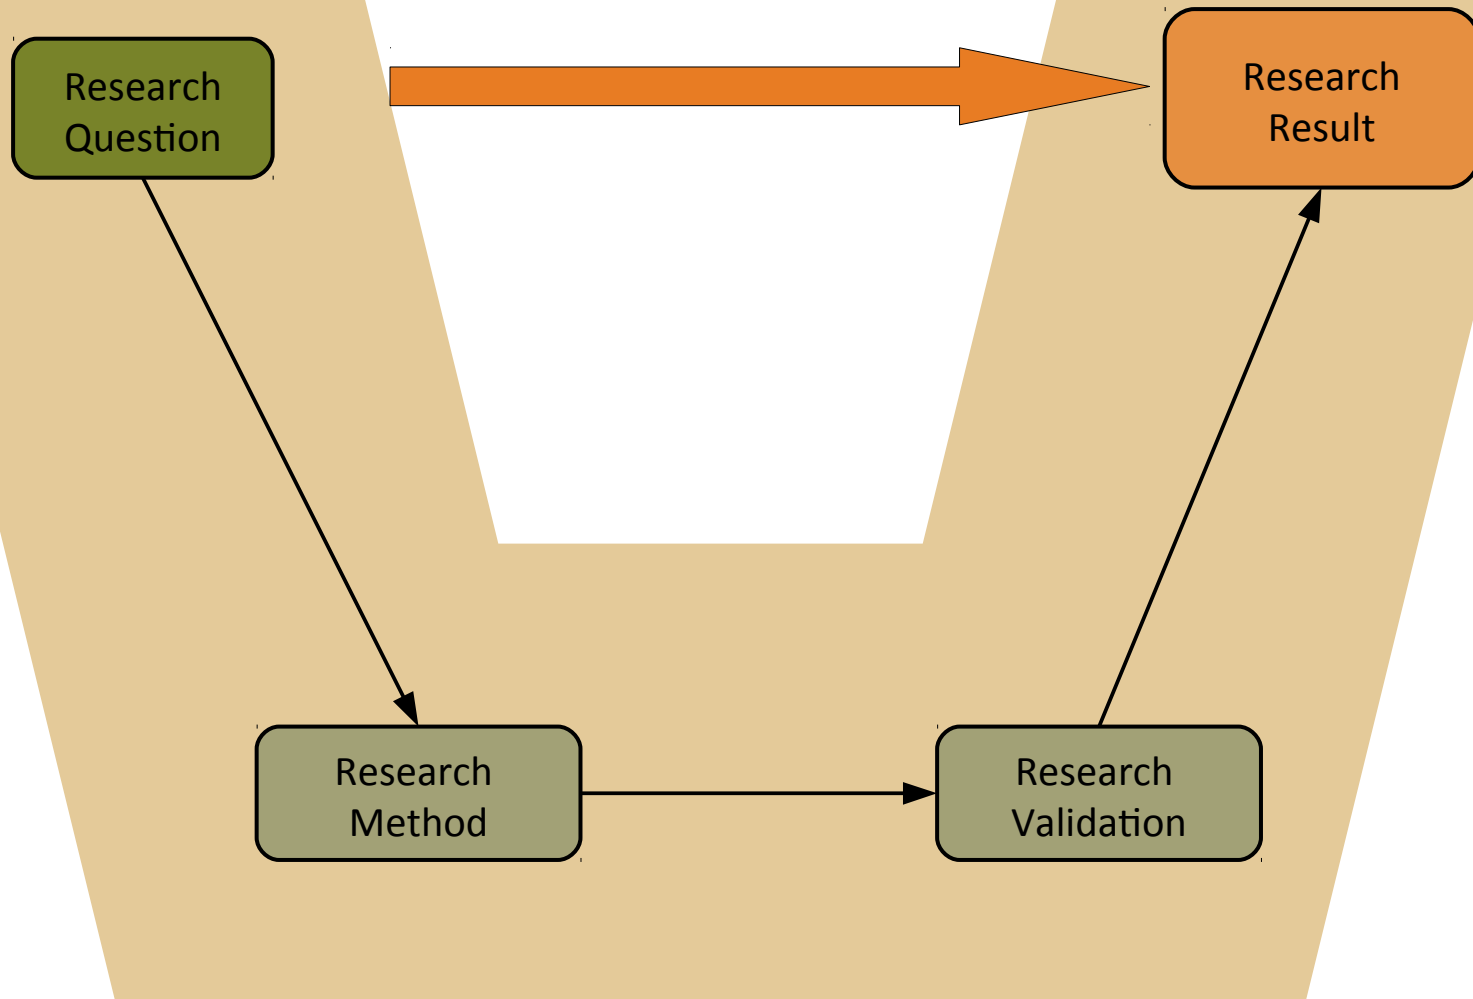 Research
Question
Research
Result
Research
Method
Research
Validation